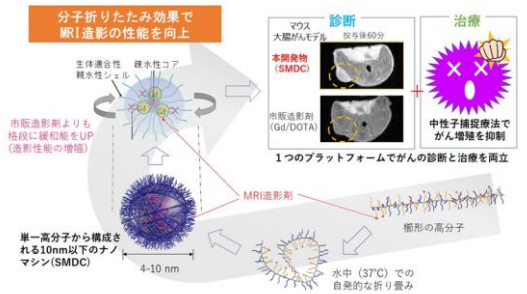 分子折りたたみ効果で
MRI造影の性能を向上
生体適合性
親水性シェル
疎水性コア
Gd
Gd
Gd
市販造影剤よりも
格段に緩和能をUP
(造影性能の増幅)
単一高分子から構成さ
れる10nm以下のナノ
マシン(SMDC)
4-10 nm
MRI造影剤
水中(37℃)での
自発的な折り畳み
櫛形の高分子
診断
マウス
大腸がんモデル
投与後60分
本開発物
(SMDC)
市販造影剤
(Gd/DOTA)
+
治療
中性子捕捉療法で
がん増殖を抑制
1つのプラットフォームでがんの診断と治療を両立